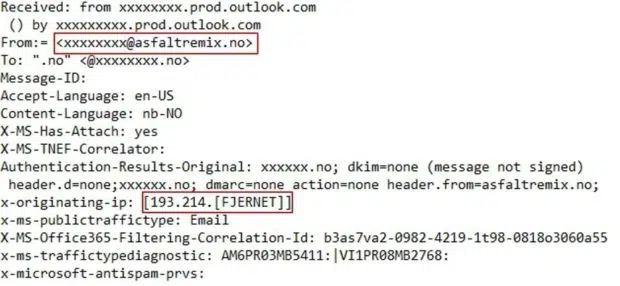 Received: from xxxxxxxx.prod.outlook.com
() by xxxxxxxxx.prod.outlook.com
From:= <xxxxxxxx@asfaltremix.no>
To: ".no" <@xxxxxxxx.no>
Message-ID:
Accept-Language: en-US
Content-Language: nb-NO
X-MS-Has-Attach: yes
X-MS-TNEF-Correlator:
Authentication-Results-Original: xxxxxx.no; dkim=none (message not signed)
header.d=none;xxxxxx.no; dmarc=none action=none header.from=asfaltremix.no;
x-originating-ip: [193.214.[FJERNET]]
x-ms-publictraffictype: Email
X-MS-Office365-Filtering-Correlation-Id: b3as7va2-0982-4219-1t98-0818o3060a55
x-ms-traffictypediagnostic: AM6PR03MB5411:|VI1PR08MB2768:
x-microsoft-antispam-prvs: